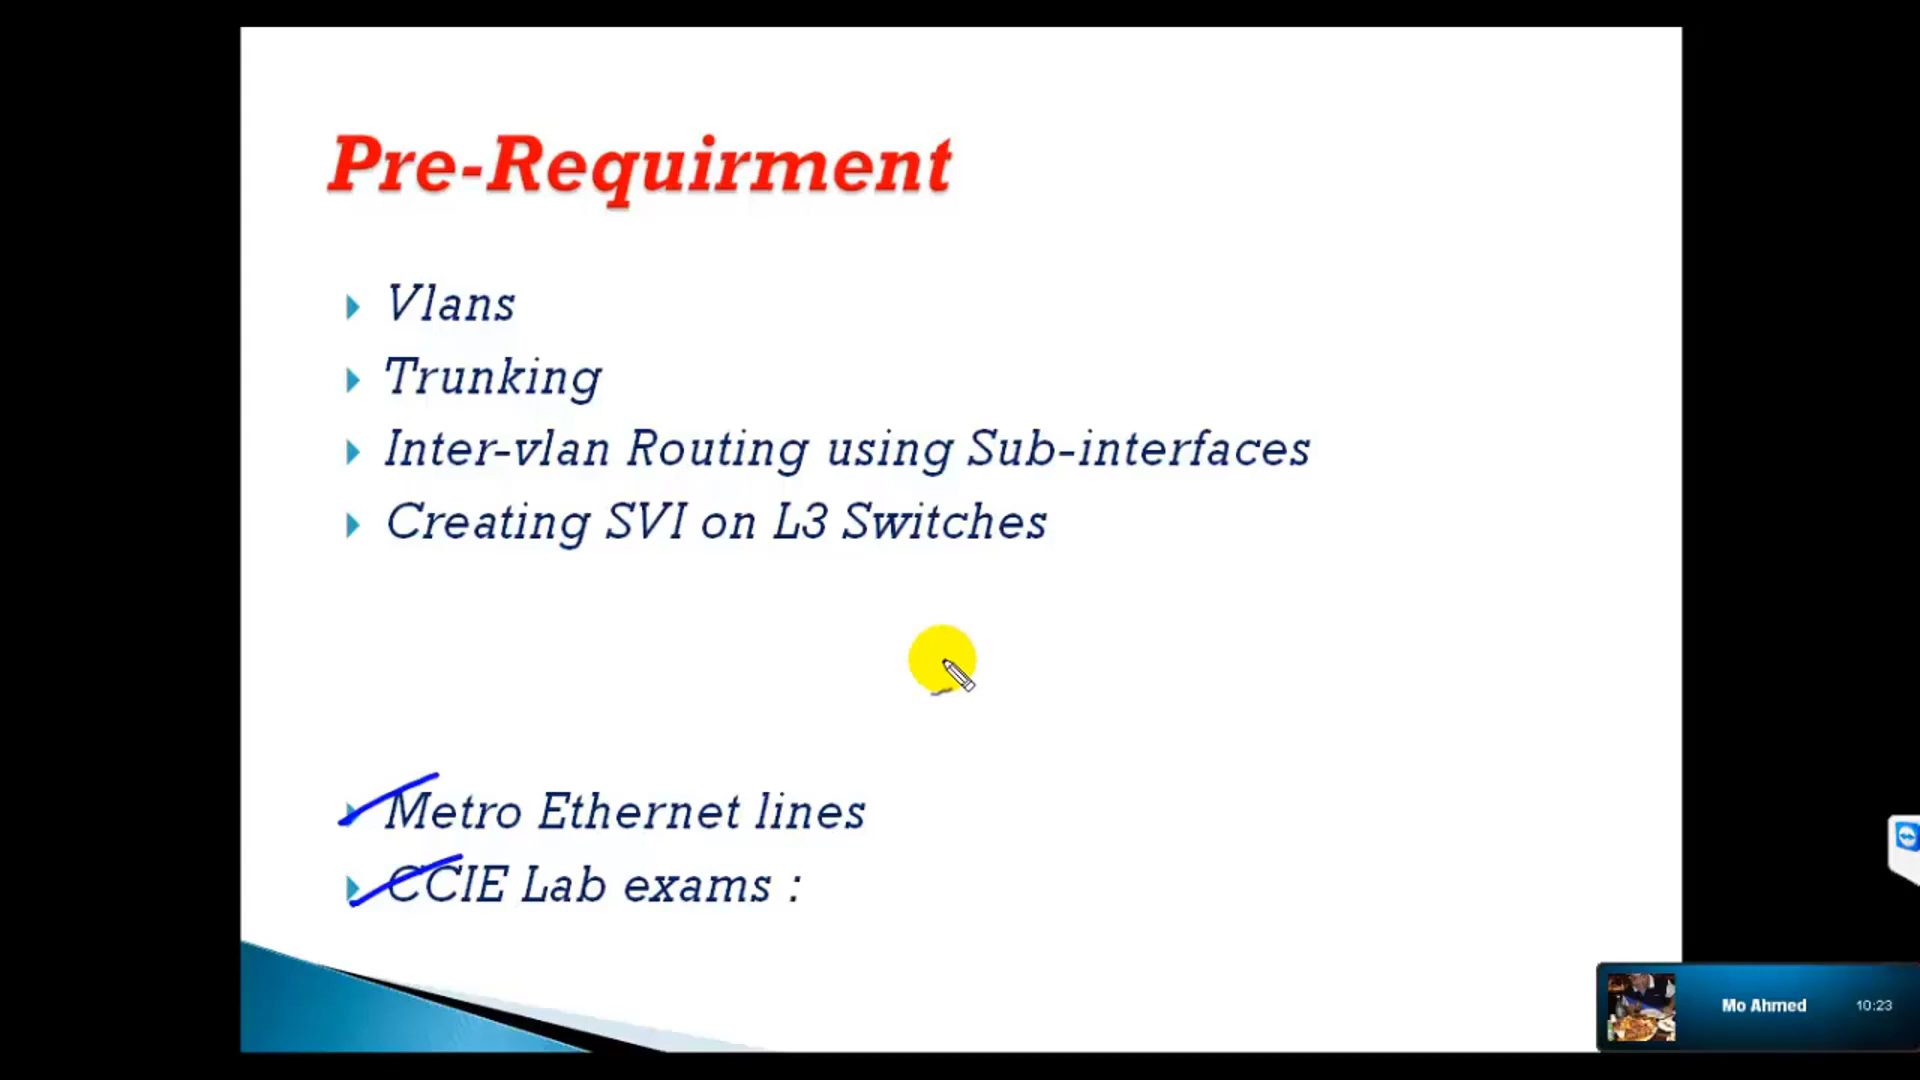 Pre-Requirment
Vlans
Trunking
Inter-vlan Routing using Sub-interfaces
Creating SVI on L3 Switches
Metro Ethernet lines
CCIE Lab exams :
Mo Ahmed 10:23